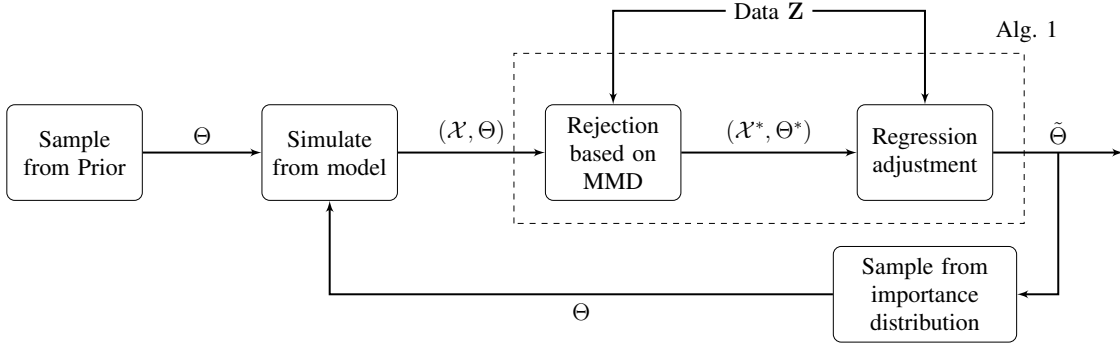 Data Z
Alg. 1
Sample
from Prior
Θ
Simulate
from model
(𝒳, Θ)
Rejection
based on
MMD
(𝒳*, Θ*)
Regression
adjustment
Θ̃
Sample from
importance
distribution
Θ